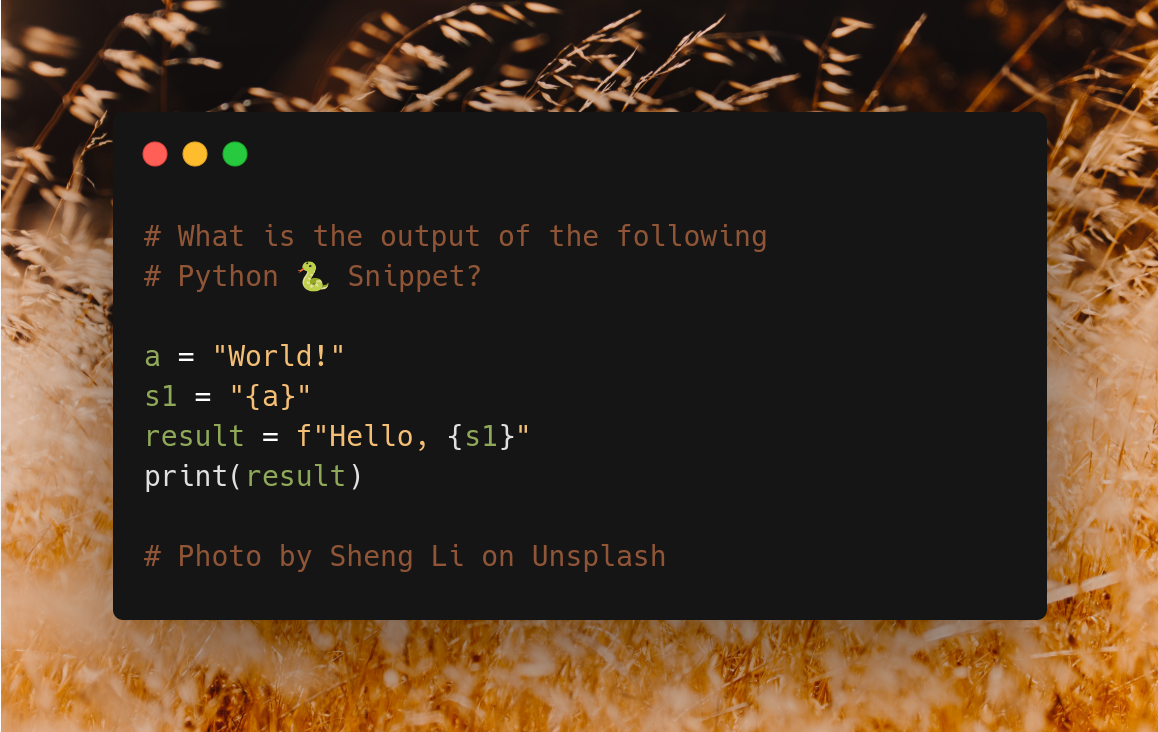 # What is the output of the following
# Python 🐍 Snippet?
a = "World!"
s1 = "{a}"
result = f"Hello, {s1}"
print(result)
# Photo by Sheng Li on Unsplash